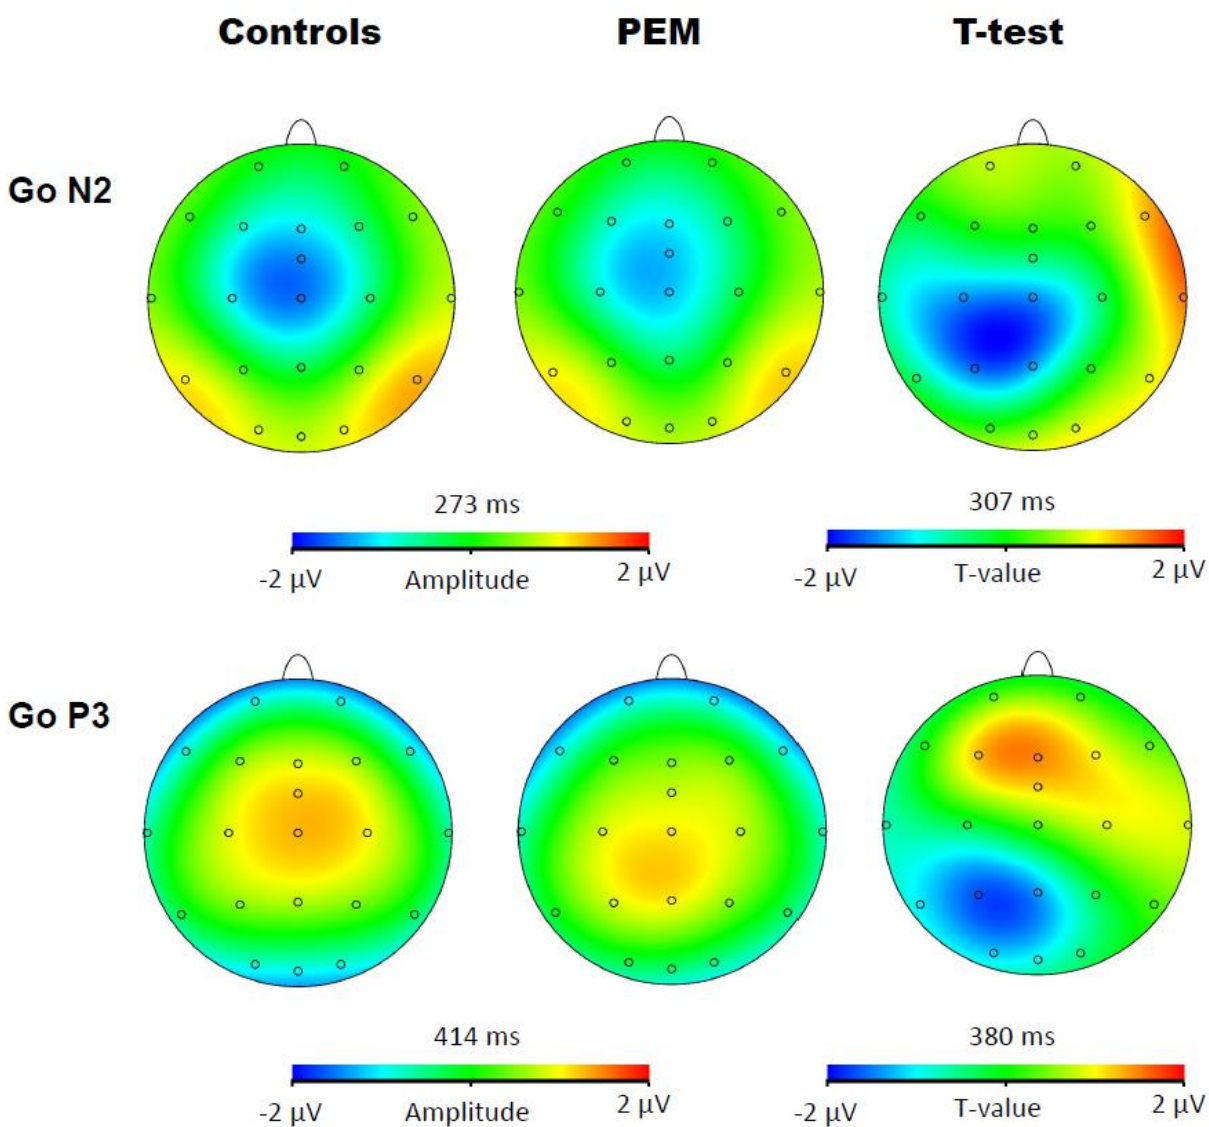 Controls PEM T-test
Go N2
273 ms 307 ms
-2 μV Amplitude 2 μV -2 μV T-value 2 μV
Go P3
414 ms 380 ms
-2 μV Amplitude 2 μV -2 μV T-value 2 μV